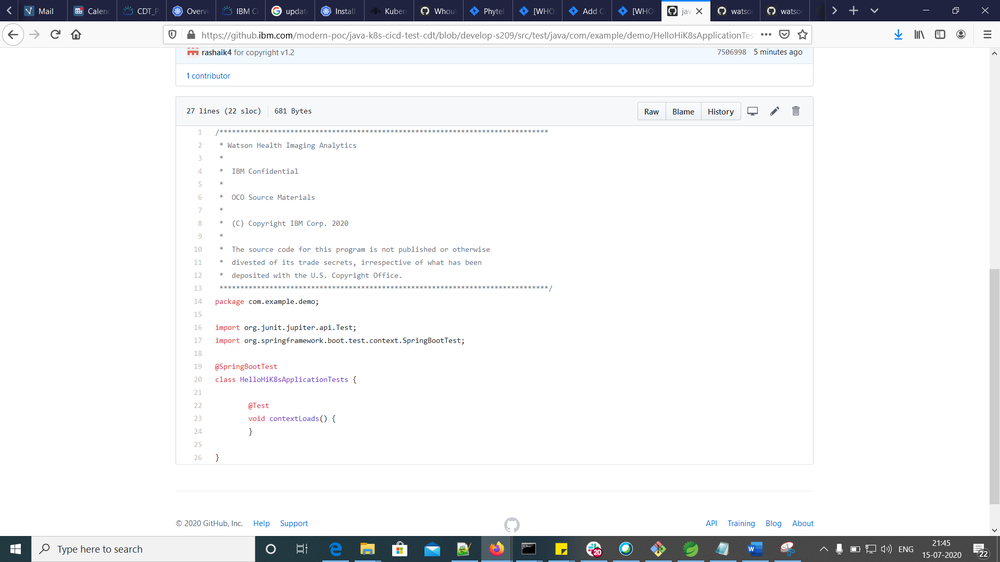 Mail
Calenc
CDT_P
Overvi
IBM Cl
update
Install
Kubern
Whout
Phytel
[WHO
Add C
[WHO
jav
watson
watson
https://github.ibm.com/modern-poc/java-k8s-cicd-test-cdt/blob/develop-s209/src/test/java/com/example/demo/HelloHiK8sApplicationTes
rashaik4 for copyright v1.2
7506998 5 minutes ago
1 contributor
27 lines (22 sloc) 681 Bytes
Raw Blame History
1 /*******************************************************************************
2 * Watson Health Imaging Analytics
3 *
4 * IBM Confidential
5 *
6 * OCO Source Materials
7 *
8 * (C) Copyright IBM Corp. 2020
9 *
10 * The source code for this program is not published or otherwise
11 * divested of its trade secrets, irrespective of what has been
12 * deposited with the U.S. Copyright Office.
13 *******************************************************************************/
14 package com.example.demo;
15
16 import org.junit.jupiter.api.Test;
17 import org.springframework.boot.test.context.SpringBootTest;
18
19 @SpringBootTest
20 class HelloHiK8sApplicationTests {
21
22 @Test
23 void contextLoads() {
24 }
25
26 }
© 2020 GitHub, Inc. Help Support
API Training Blog About
Type here to search
20
ENG
21:45
15-07-2020
22